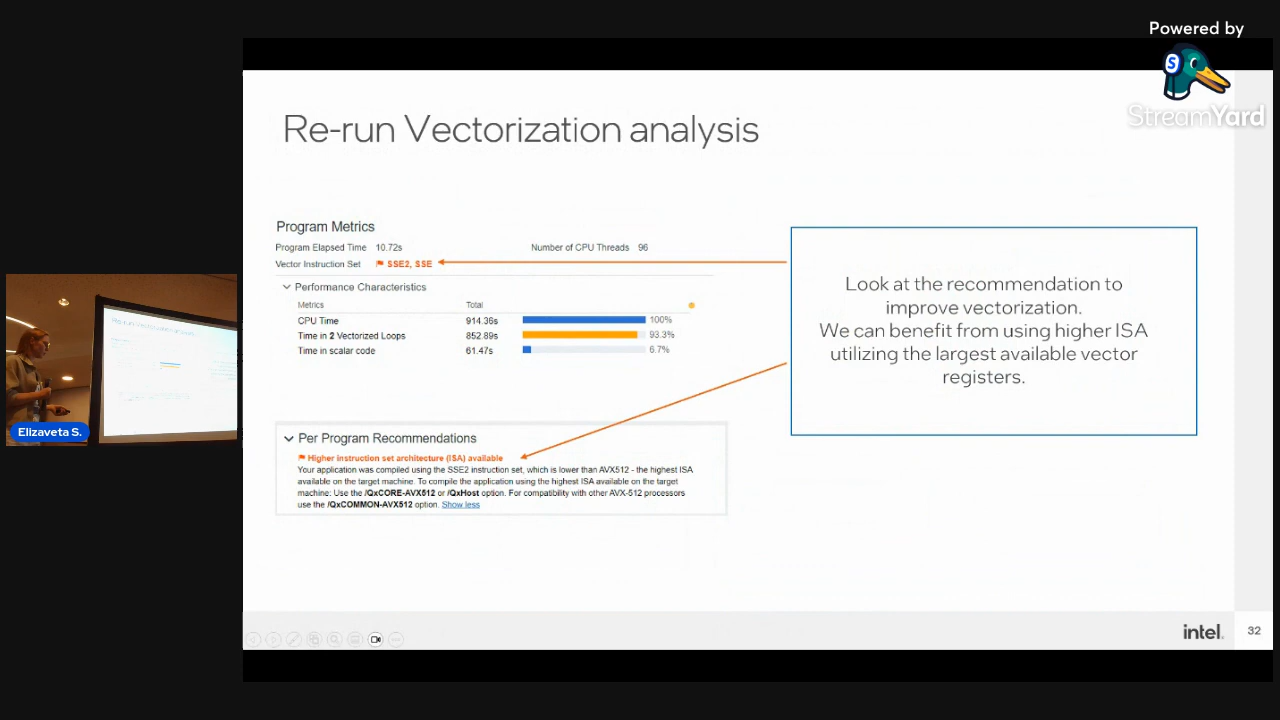 Powered by
StreamYard
Re-run Vectorization analysis
Program Metrics
Program Elapsed Time 10.72s
Number of CPU Threads 96
Vector Instruction Set SSE2, SSE
Performance Characteristics
Metrics Total
CPU Time 914.36s 100%
Time in 2 Vectorized Loops 852.89s 93.3%
Time in scalar code 61.47s 6.7%
Look at the recommendation to
improve vectorization.
We can benefit from using higher ISA
utilizing the largest available vector
registers.
Per Program Recommendations
Higher instruction set architecture (ISA) available
Your application was compiled using the SSE2 instruction set, which is lower than AVX512 - the highest ISA
available on the target machine. To compile the application using the highest ISA available on the target
machine: Use the /QxCORE-AVX512 or /QxHost option. For compatibility with other AVX-512 processors
use the /QxCOMMON-AVX512 option. Show less
Elizaveta S.
intel.
32